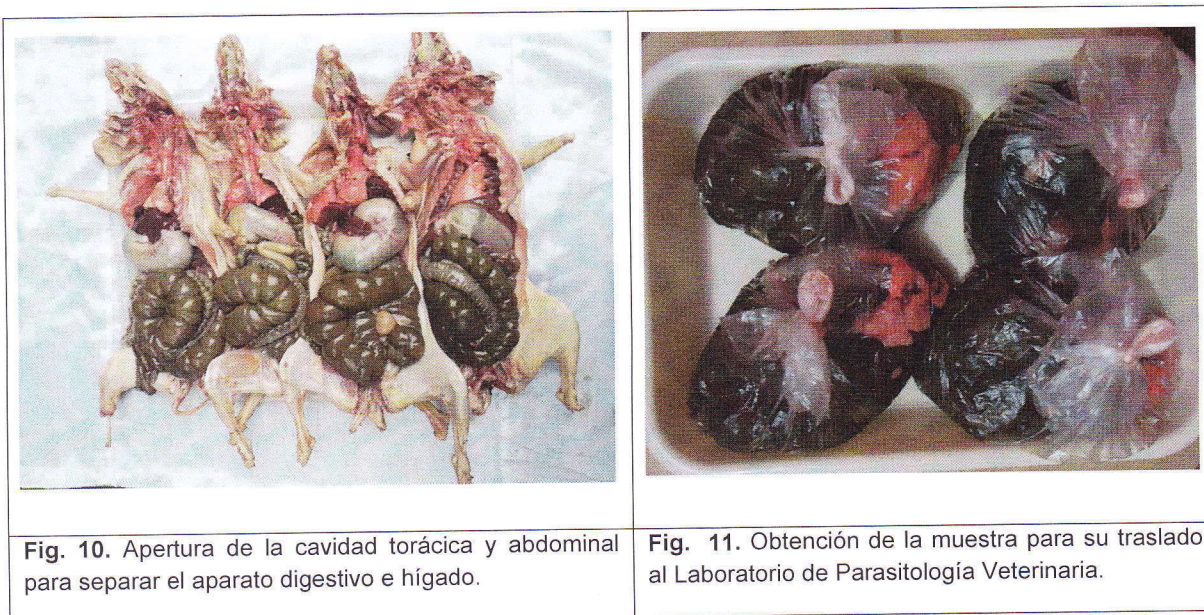 Fig. 10. Apertura de la cavidad torácica y abdominal
para separar el aparato digestivo e hígado.
Fig. 11. Obtención de la muestra para su traslado
al Laboratorio de Parasitología Veterinaria.